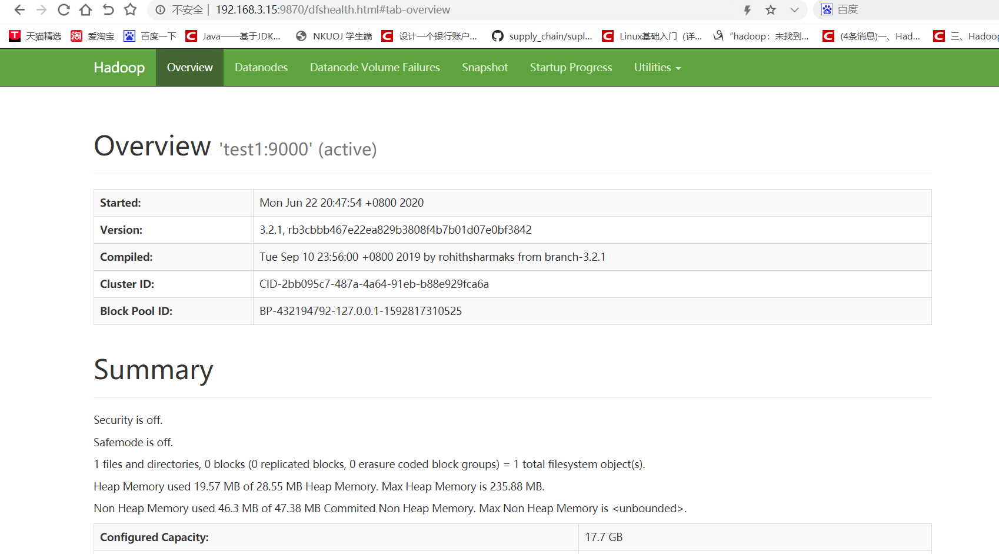 不安全 | 192.168.3.15:9870/dfshealth.html#tab-overview 百度
天猫精选 爱淘宝 百度一下 Java——基于JDK... NKUOJ 学生端 设计一个银行账户... supply_chain/supl... Linux基础入门（详... “hadoop：未找到... (4条消息)一、Had... 三、Hadoop
Hadoop Overview Datanodes Datanode Volume Failures Snapshot Startup Progress Utilities
Overview 'test1:9000' (active)
Started: Mon Jun 22 20:47:54 +0800 2020
Version: 3.2.1, rb3cbbb467e22ea829b3808f4b7b01d07e0bf3842
Compiled: Tue Sep 10 23:56:00 +0800 2019 by rohithsharmaks from branch-3.2.1
Cluster ID: CID-2bb095c7-487a-4a64-91eb-b88e929fca6a
Block Pool ID: BP-432194792-127.0.0.1-1592817310525
Summary
Security is off.
Safemode is off.
1 files and directories, 0 blocks (0 replicated blocks, 0 erasure coded block groups) = 1 total filesystem object(s).
Heap Memory used 19.57 MB of 28.55 MB Heap Memory. Max Heap Memory is 235.88 MB.
Non Heap Memory used 46.3 MB of 47.38 MB Commited Non Heap Memory. Max Non Heap Memory is <unbounded>.
Configured Capacity: 17.7 GB